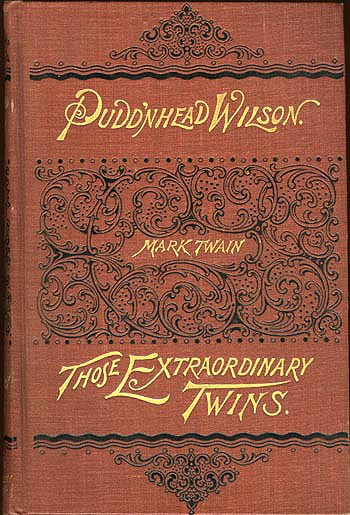 PUDD'NHEAD WILSON.
MARK TWAIN
THOSE EXTRAORDINARY
TWINS.